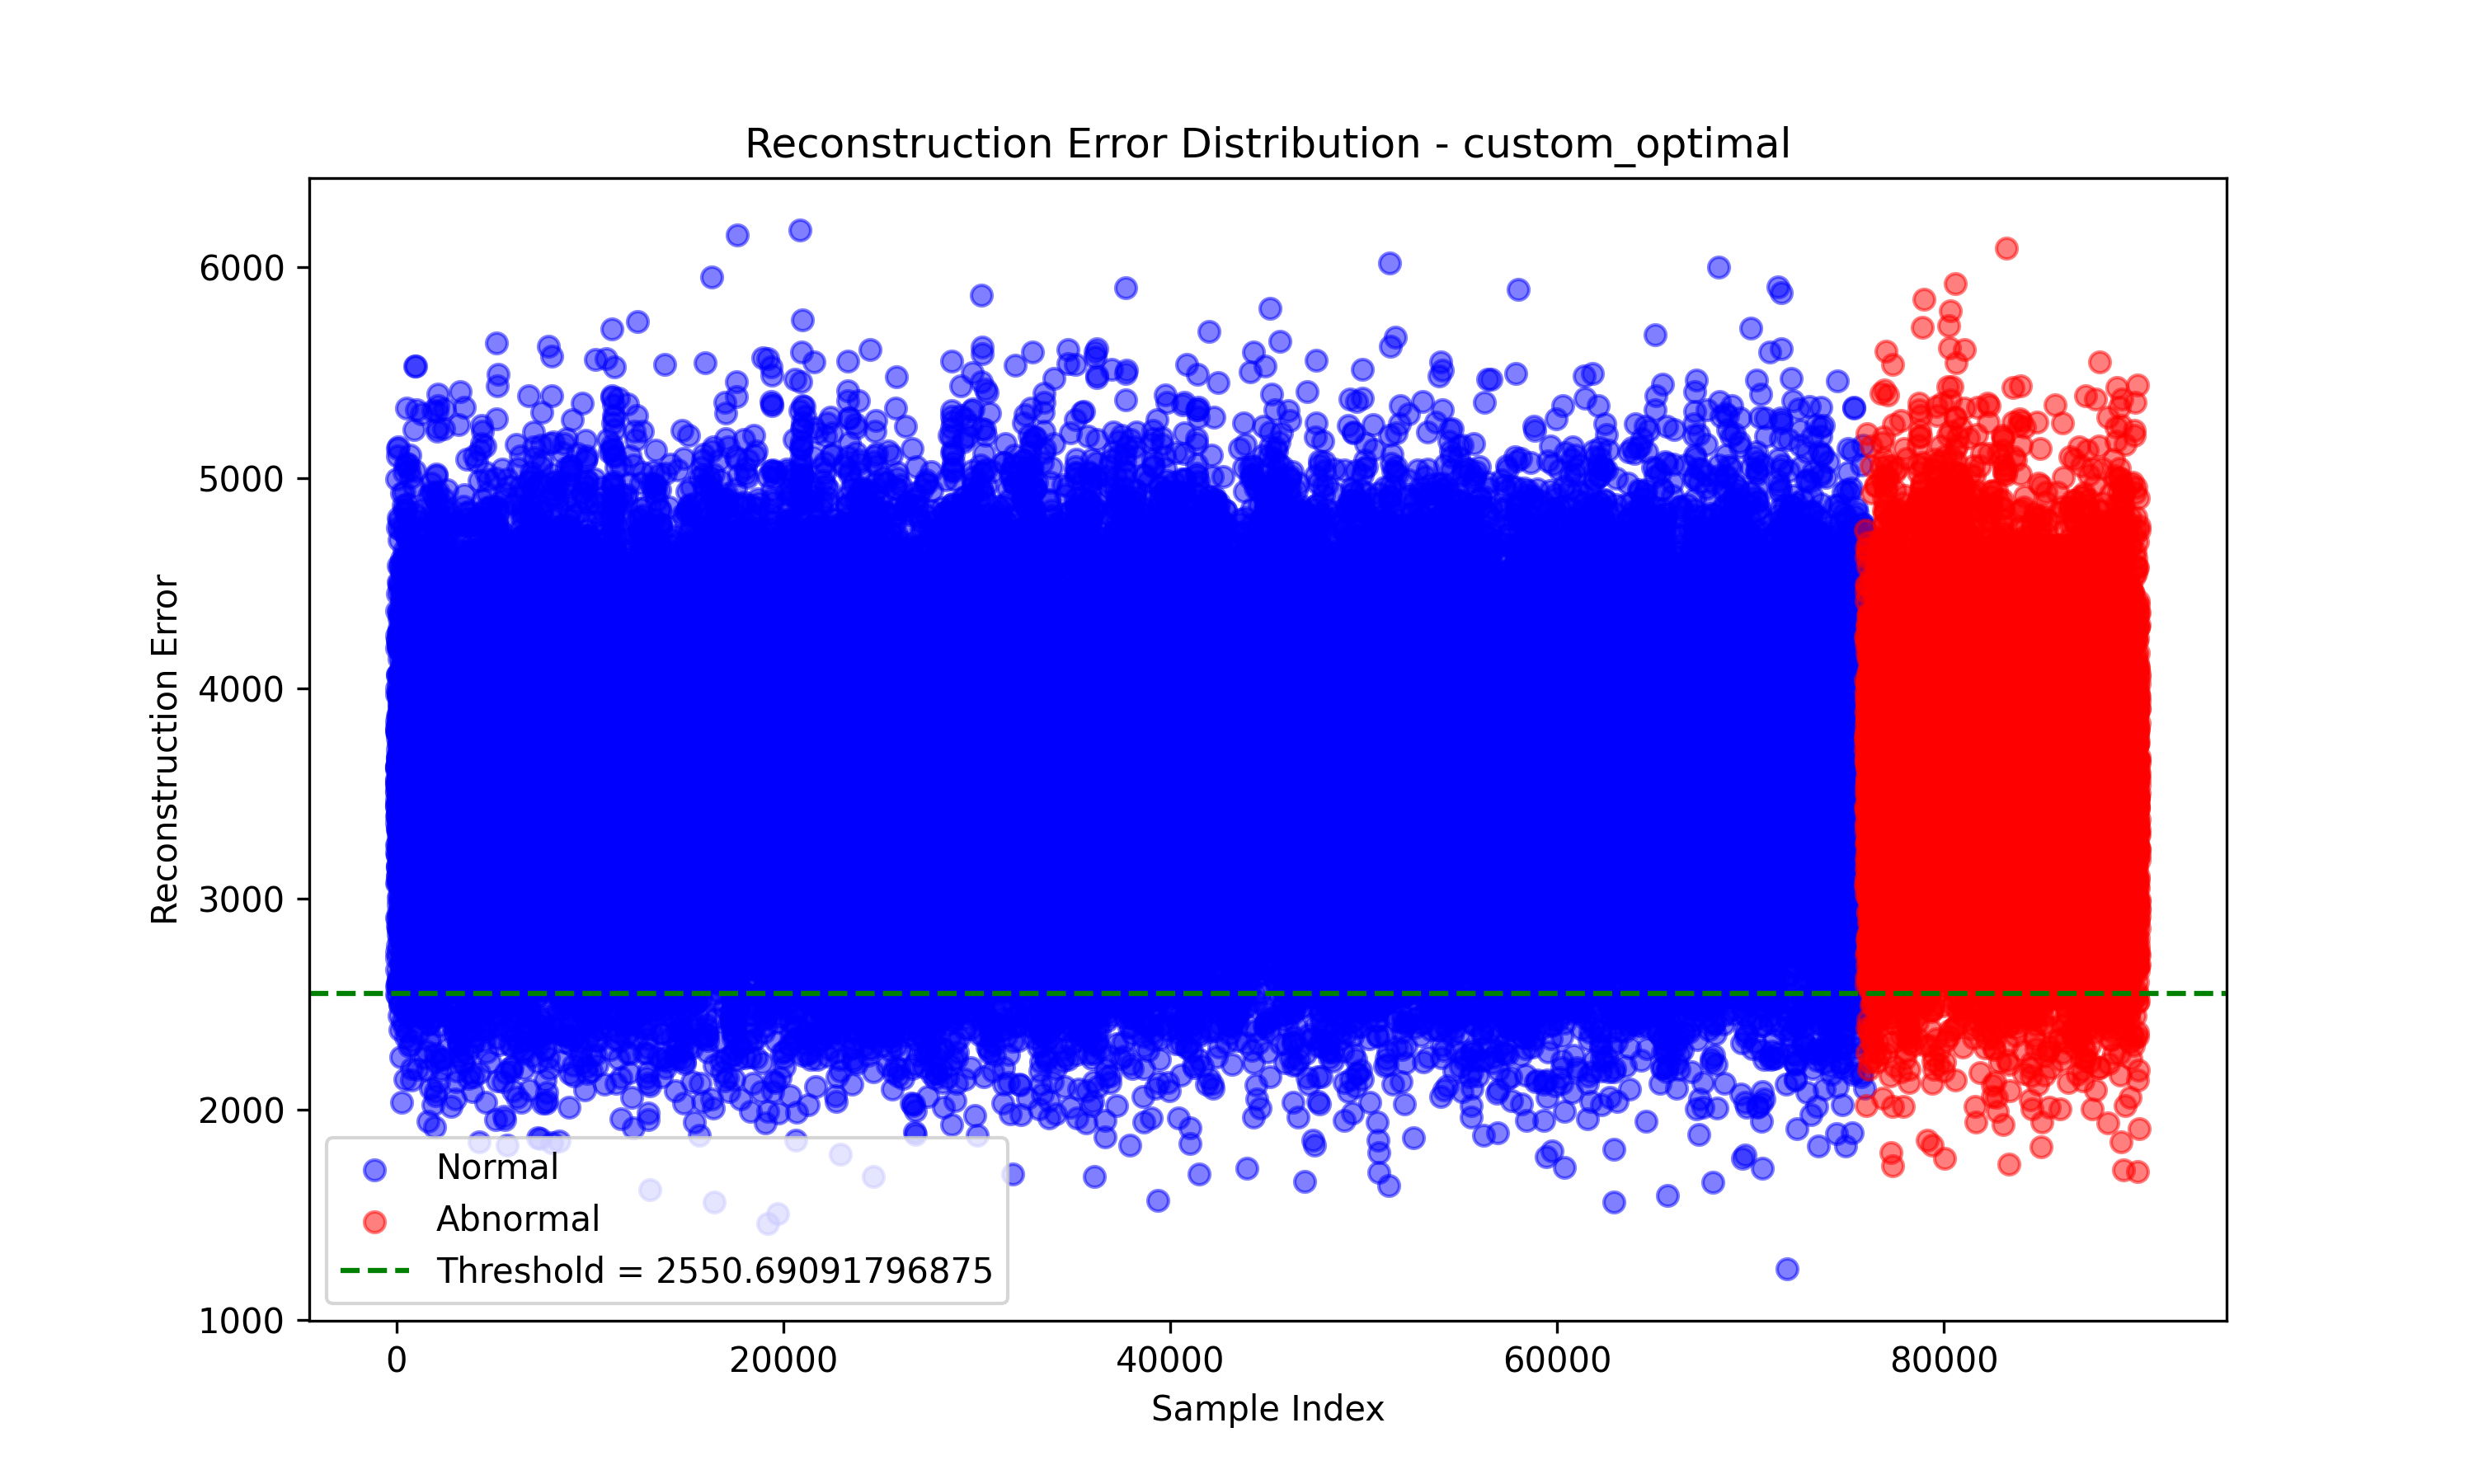 Reconstruction Error Distribution - custom_optimal
Reconstruction Error
6000
5000
4000
3000
2000
1000
Normal
Abnormal
Threshold = 2550.69091796875
0 20000 40000 60000 80000
Sample Index